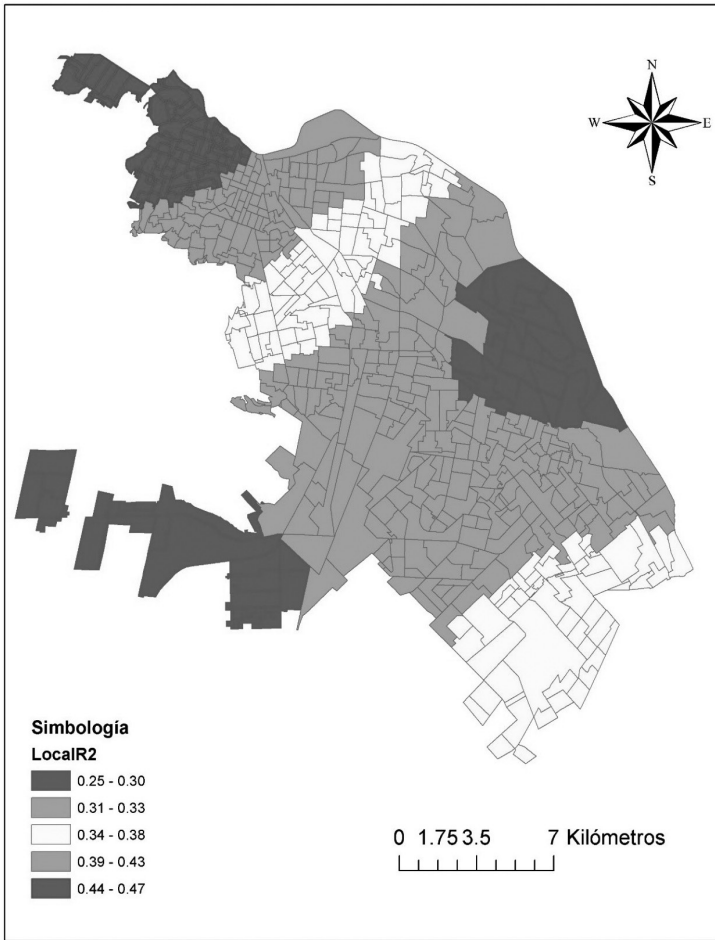 N
W E
S
Simbología
LocalR2
0.25 - 0.30
0.31 - 0.33
0.34 - 0.38
0.39 - 0.43
0.44 - 0.47
0 1.75 3.5 7 Kilómetros